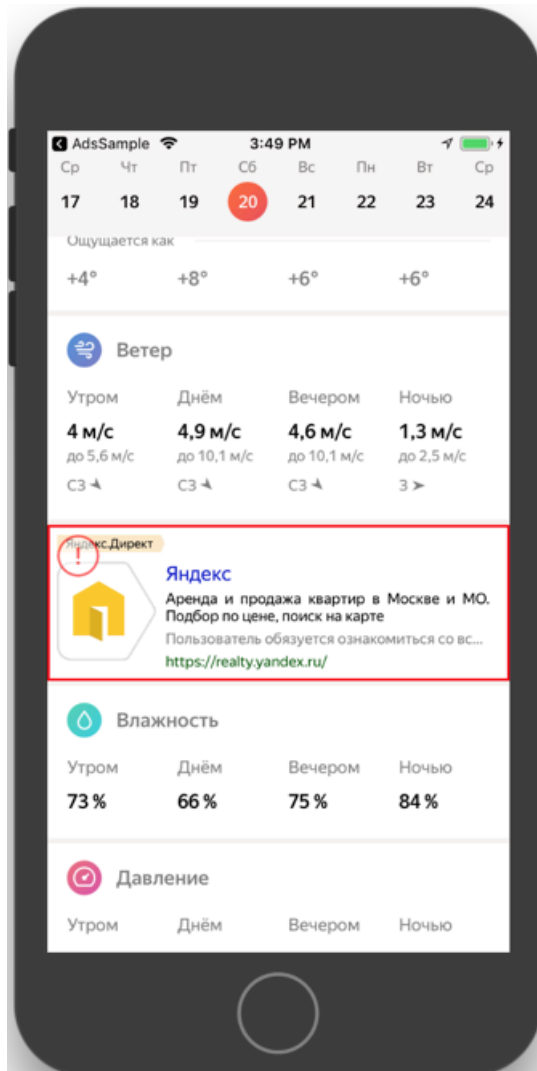 AdsSample 3:49 PM
Ср Чт Пт Сб Вс Пн Вт Ср
17 18 19 20 21 22 23 24
Ощущается как
+4° +8° +6° +6°
Ветер
Утром Днём Вечером Ночью
4 м/с 4,9 м/с 4,6 м/с 1,3 м/с
до 5,6 м/с до 10,1 м/с до 10,1 м/с до 2,5 м/с
СЗ СЗ СЗ З
Яндекс.Директ
!
Яндекс
Аренда и продажа квартир в Москве и МО.
Подбор по цене, поиск на карте
Пользователь обязуется ознакомиться со вс...
https://realty.yandex.ru/
Влажность
Утром Днём Вечером Ночью
73 % 66 % 75 % 84 %
Давление
Утром Днём Вечером Ночью